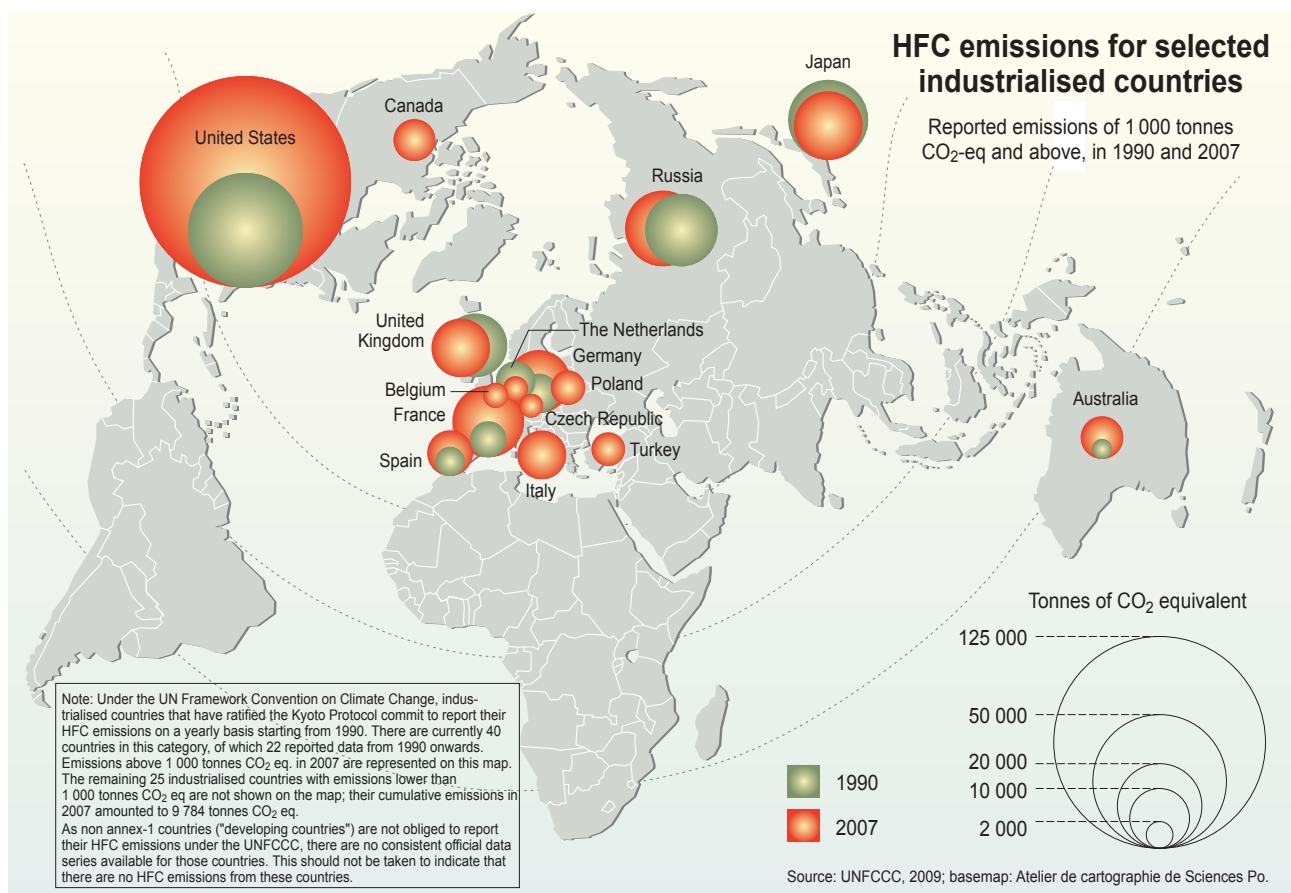 HFC emissions for selected
industrialised countries
Reported emissions of 1 000 tonnes
CO₂-eq and above, in 1990 and 2007
Japan
Canada
United States
Russia
United
Kingdom
The Netherlands
Germany
Belgium
Poland
France
Czech Republic
Spain
Turkey
Italy
Australia
Tonnes of CO₂ equivalent
125 000
50 000
20 000
10 000
2 000
1990
2007
Note: Under the UN Framework Convention on Climate Change, indus-
trialised countries that have ratified the Kyoto Protocol commit to report their
HFC emissions on a yearly basis starting from 1990. There are currently 40
countries in this category, of which 22 reported data from 1990 onwards.
Emissions above 1 000 tonnes CO₂ eq. in 2007 are represented on this map.
The remaining 25 industrialised countries with emissions lower than
1 000 tonnes CO₂ eq are not shown on the map; their cumulative emissions in
2007 amounted to 9 784 tonnes CO₂ eq.
As non annex-1 countries ("developing countries") are not obliged to report
their HFC emissions under the UNFCCC, there are no consistent official data
series available for those countries. This should not be taken to indicate that
there are no HFC emissions from these countries.
Source: UNFCCC, 2009; basemap: Atelier de cartographie de Sciences Po.